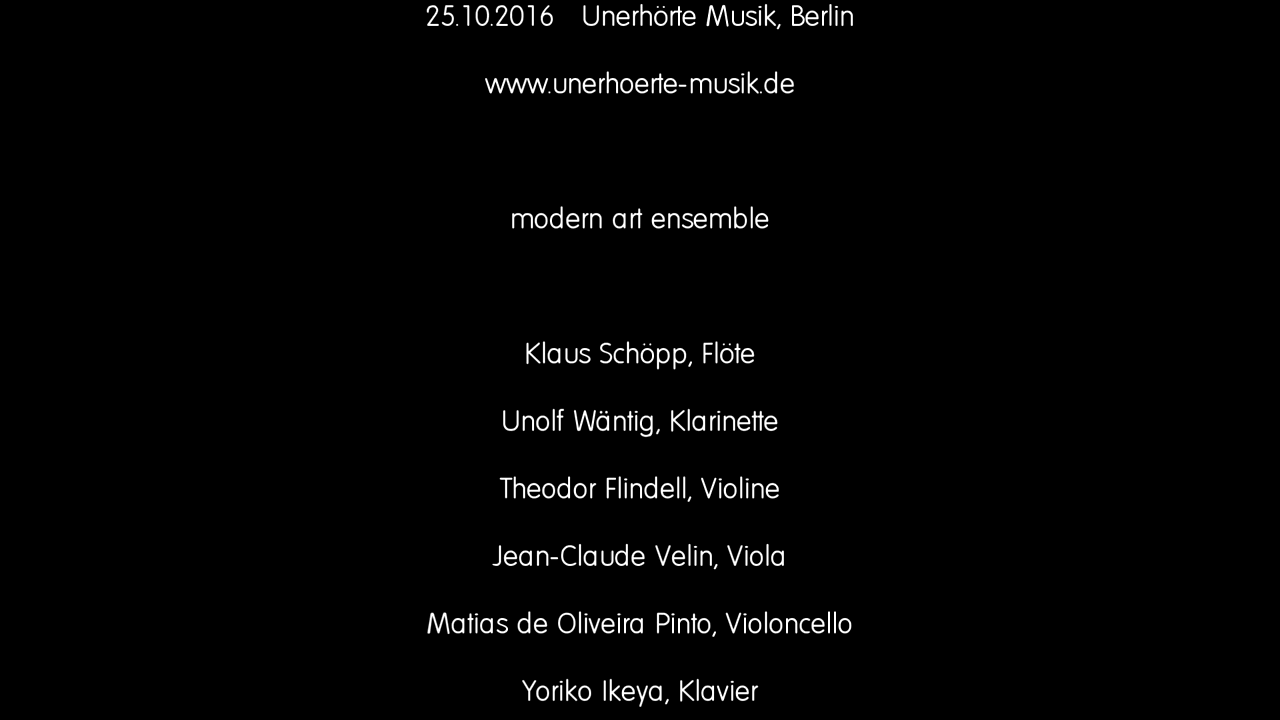 25.10.2016 Unerhörte Musik, Berlin
www.unerhoerte-musik.de
modern art ensemble
Klaus Schöpp, Flöte
Unolf Wäntig, Klarinette
Theodor Flindell, Violine
Jean-Claude Velin, Viola
Matias de Oliveira Pinto, Violoncello
Yoriko Ikeya, Klavier